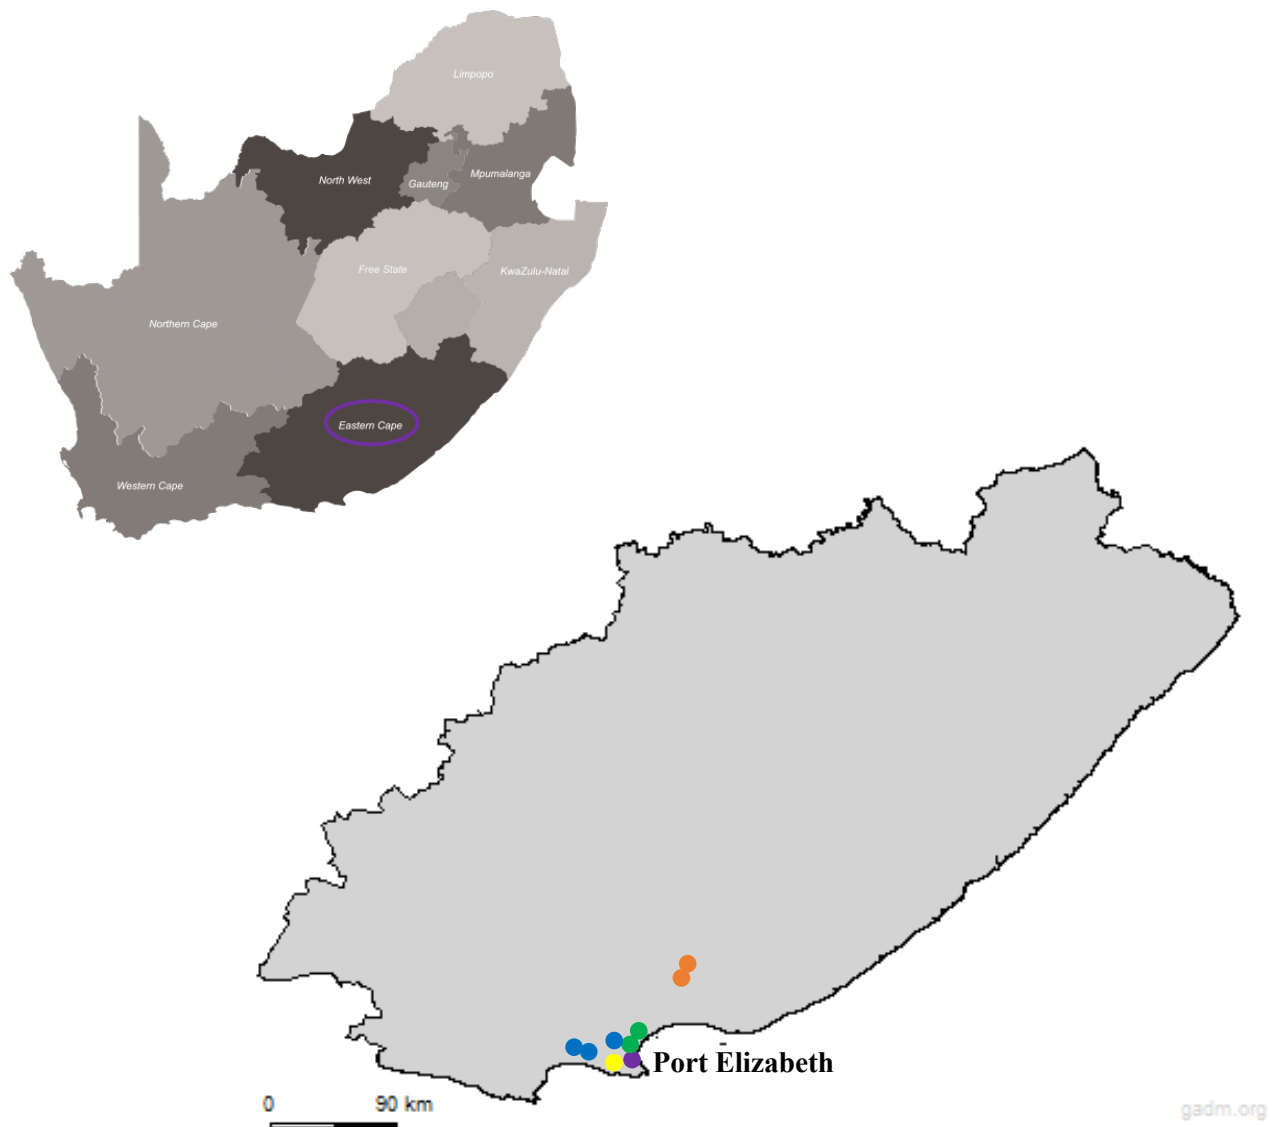 Limpopo
North West
Gauteng
Mpumalanga
Free State
KwaZulu-Natal
Northern Cape
Eastern Cape
Western Cape
Port Elizabeth
0 90 km
gadm.org